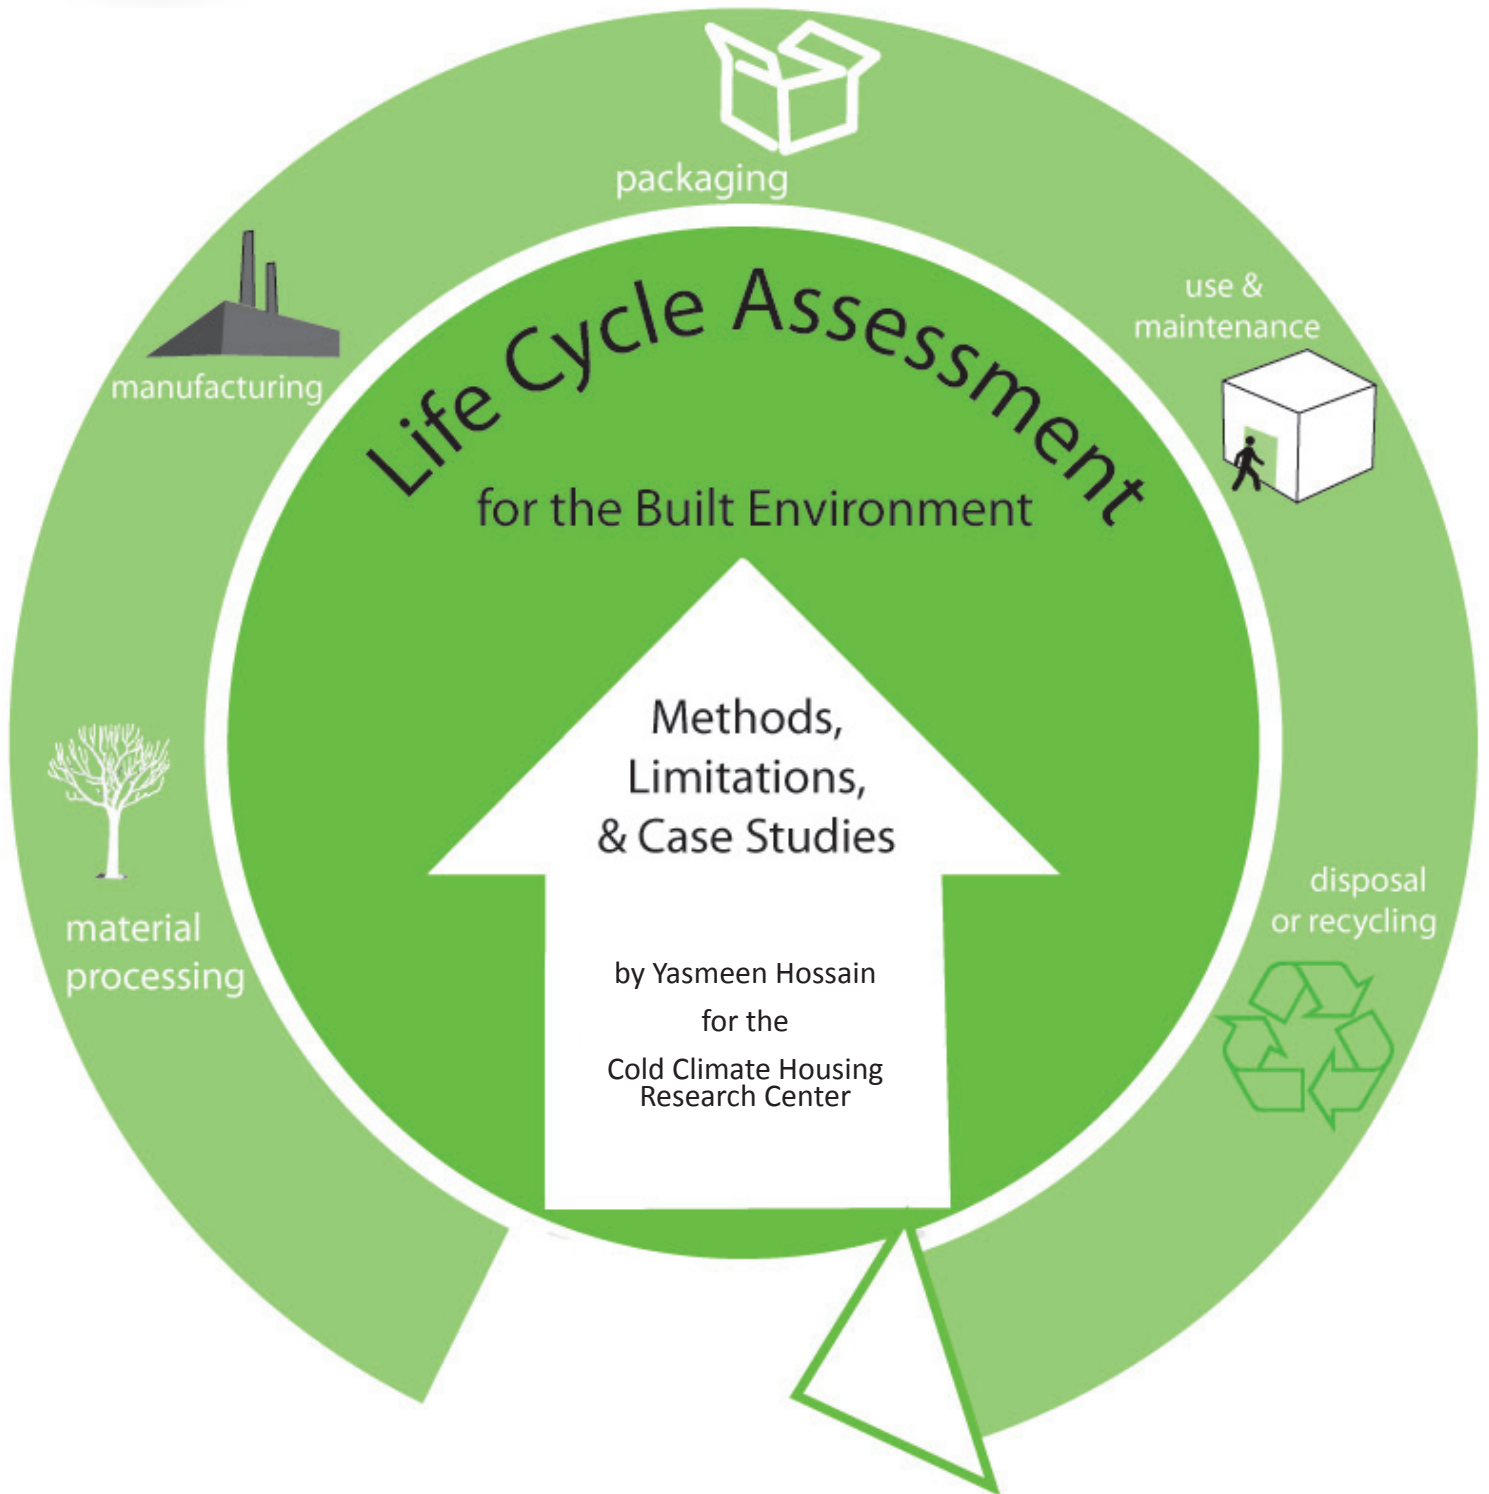 packaging
use &
maintenance
manufacturing
Life Cycle Assessment
for the Built Environment
Methods,
Limitations,
& Case Studies
material
processing
disposal
or recycling
by Yasmeen Hossain
for the
Cold Climate Housing
Research Center